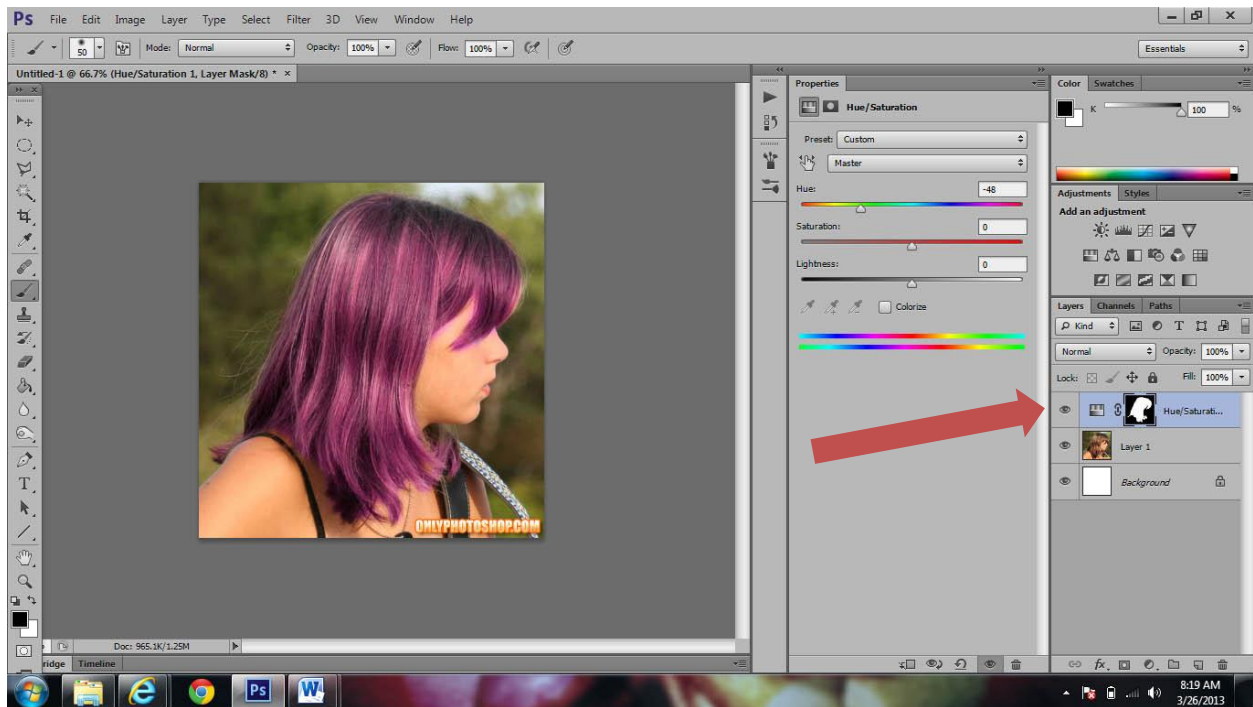 Ps File Edit Image Layer Type Select Filter 3D View Window Help
50 Mode: Normal Opacity: 100% Flow: 100% Essentials
Untitled-1 @ 66.7% (Hue/Saturation 1, Layer Mask/8) * ×
Properties
Hue/Saturation
Preset: Custom
Master
Hue: -48
Saturation: 0
Lightness: 0
Colorize
Color Swatches
K 100 %
Adjustments Styles
Add an adjustment
Layers Channels Paths
Kind
Normal Opacity: 100%
Lock: Fill: 100%
Hue/Saturati...
Layer 1
Background
ONLYPHOTOSHOP.COM
Doc: 965.1K/1.25M
ridge Timeline
Ps W
8:19 AM
3/26/2013